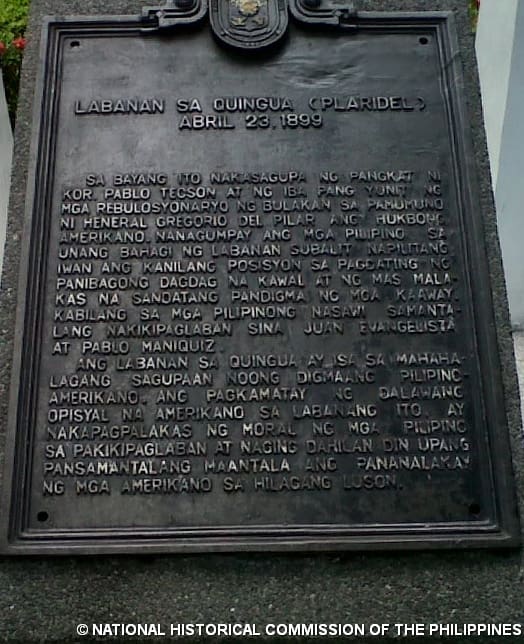 LABANAN SA QUINGUA (PLARIDEL)
ABRIL 23, 1899
SA BAYANG ITO NAKASAGUPA NG PANGKAT NI
KOR. PABLO TECSON AT NG IBA PANG YUNIT NG
MGA REBULOSYONARYO NG BULAKAN SA PAMUMUNO
NI HENERAL GREGORIO DEL PILAR ANG HUKBONG
AMERIKANO. NANAGUMPAY ANG MGA PILIPINO SA
UNANG BAHAGI NG LABANAN SUBALIT NAPILITANG
IWAN ANG KANILANG POSISYON SA PAGDATING NG
PANIBAGONG DAGDAG NA KAWAL AT NG MAS MALA-
KAS NA SANDATANG PANDIGMA NG MGA KAAWAY.
KABILANG SA MGA PILIPINONG NASAWI SAMANTA-
LANG NAKIKIPAGLABAN SINA JUAN EVANGELISTA
AT PABLO MANIQUIZ
ANG LABANAN SA QUINGUA AY ISA SA MAHAHA-
LAGANG SAGUPAAN NOONG DIGMAANG PILIPINO-
AMERIKANO. ANG PAGKAMATAY NG DALAWANG
OPISYAL NA AMERIKANO SA LABANANG ITO, AY
NAKAPAGPALAKAS NG MORAL NG MGA PILIPINO
SA PAKIKIPAGLABAN AT NAGING DAHILAN DIN UPANG
PANSAMANTALANG MAANTALA ANG PANANALAKAY
NG MGA AMERIKANO SA HILAGANG LUSON.
© NATIONAL HISTORICAL COMMISSION OF THE PHILIPPINES